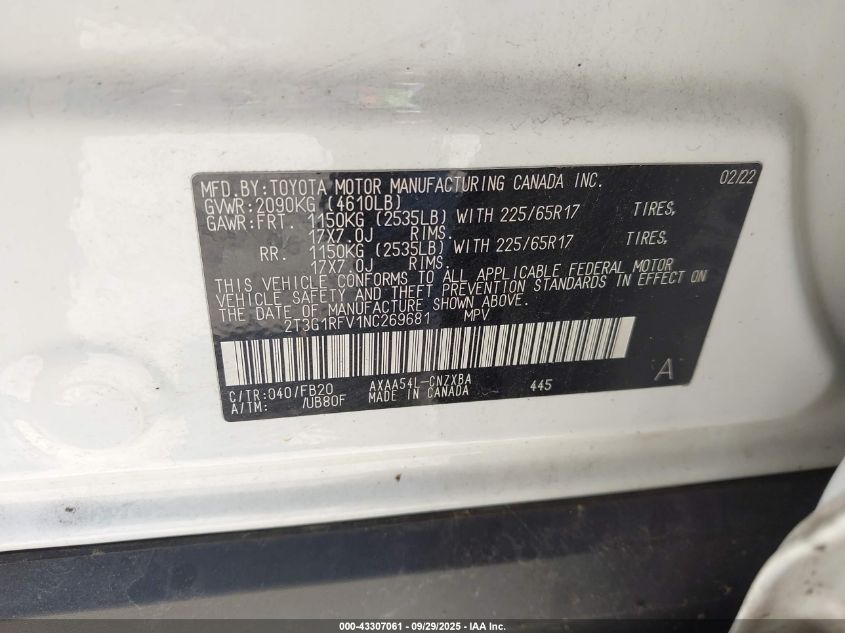 MFD.BY:TOYOTA MOTOR MANUFACTURING CANADA INC. 02/22
GVWR:2090KG (4610LB)
GAWR:FRT. 1150KG (2535LB) WITH 225/65R17 TIRES,
17X7.0J RIMS.
RR. 1150KG (2535LB) WITH 225/65R17 TIRES,
17X7.0J RIMS.
THIS VEHICLE CONFORMS TO ALL APPLICABLE FEDERAL MOTOR
VEHICLE SAFETY AND THEFT PREVENTION STANDARDS IN EFFECT ON
THE DATE OF MANUFACTURE SHOWN ABOVE.
2T3G1RFV1NC269681 MPV
C/TR:040/FB20 AXAA54L-CNZXBA 445 A
A/TM: /UB80F MADE IN CANADA
000-43307061 - 09/29/2025 - IAA Inc.